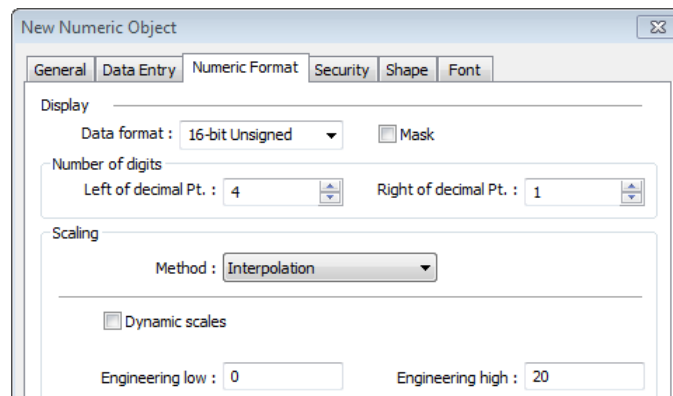 New Numeric Object
General Data Entry Numeric Format Security Shape Font
Display
Data format : 16-bit Unsigned Mask
Number of digits
Left of decimal Pt. : 4 Right of decimal Pt. : 1
Scaling
Method : Interpolation
Dynamic scales
Engineering low : 0 Engineering high : 20